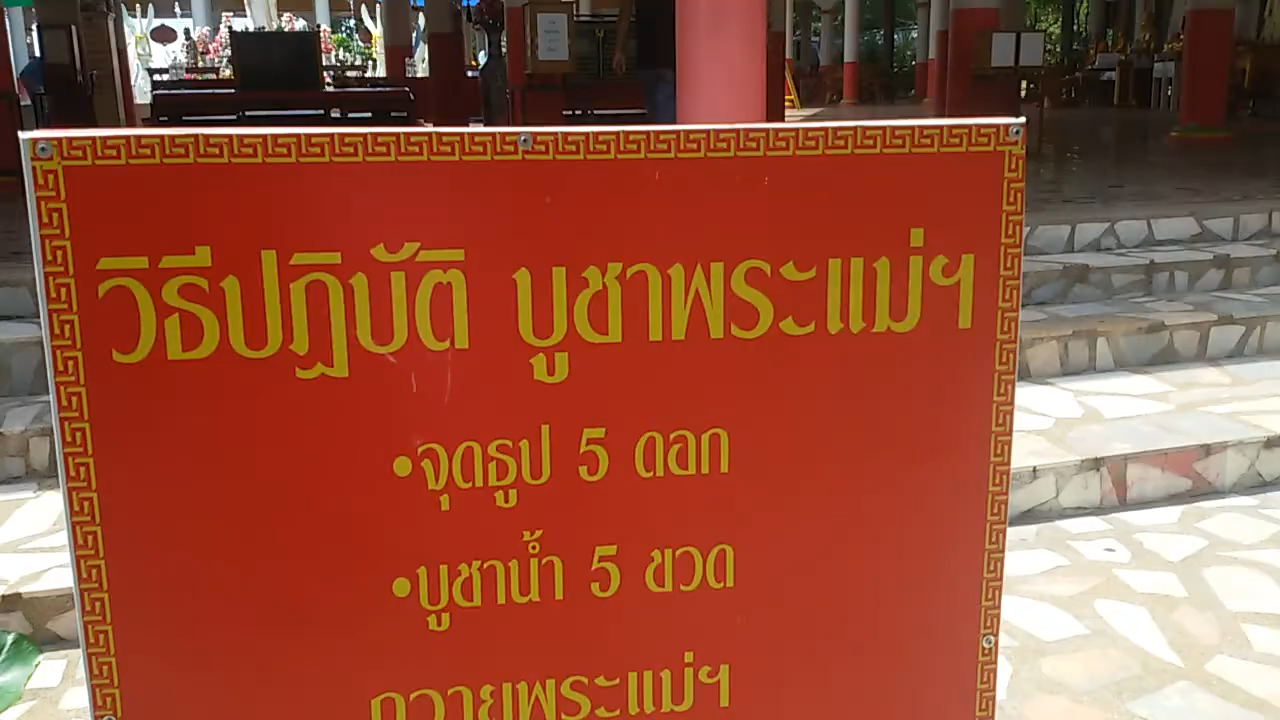 วิธีปฏิบัติ บูชาพระแม่ฯ
•จุดธูป 5 ดอก
•บูชาน้ำ 5 ขวด
ถวายพระแม่ฯ